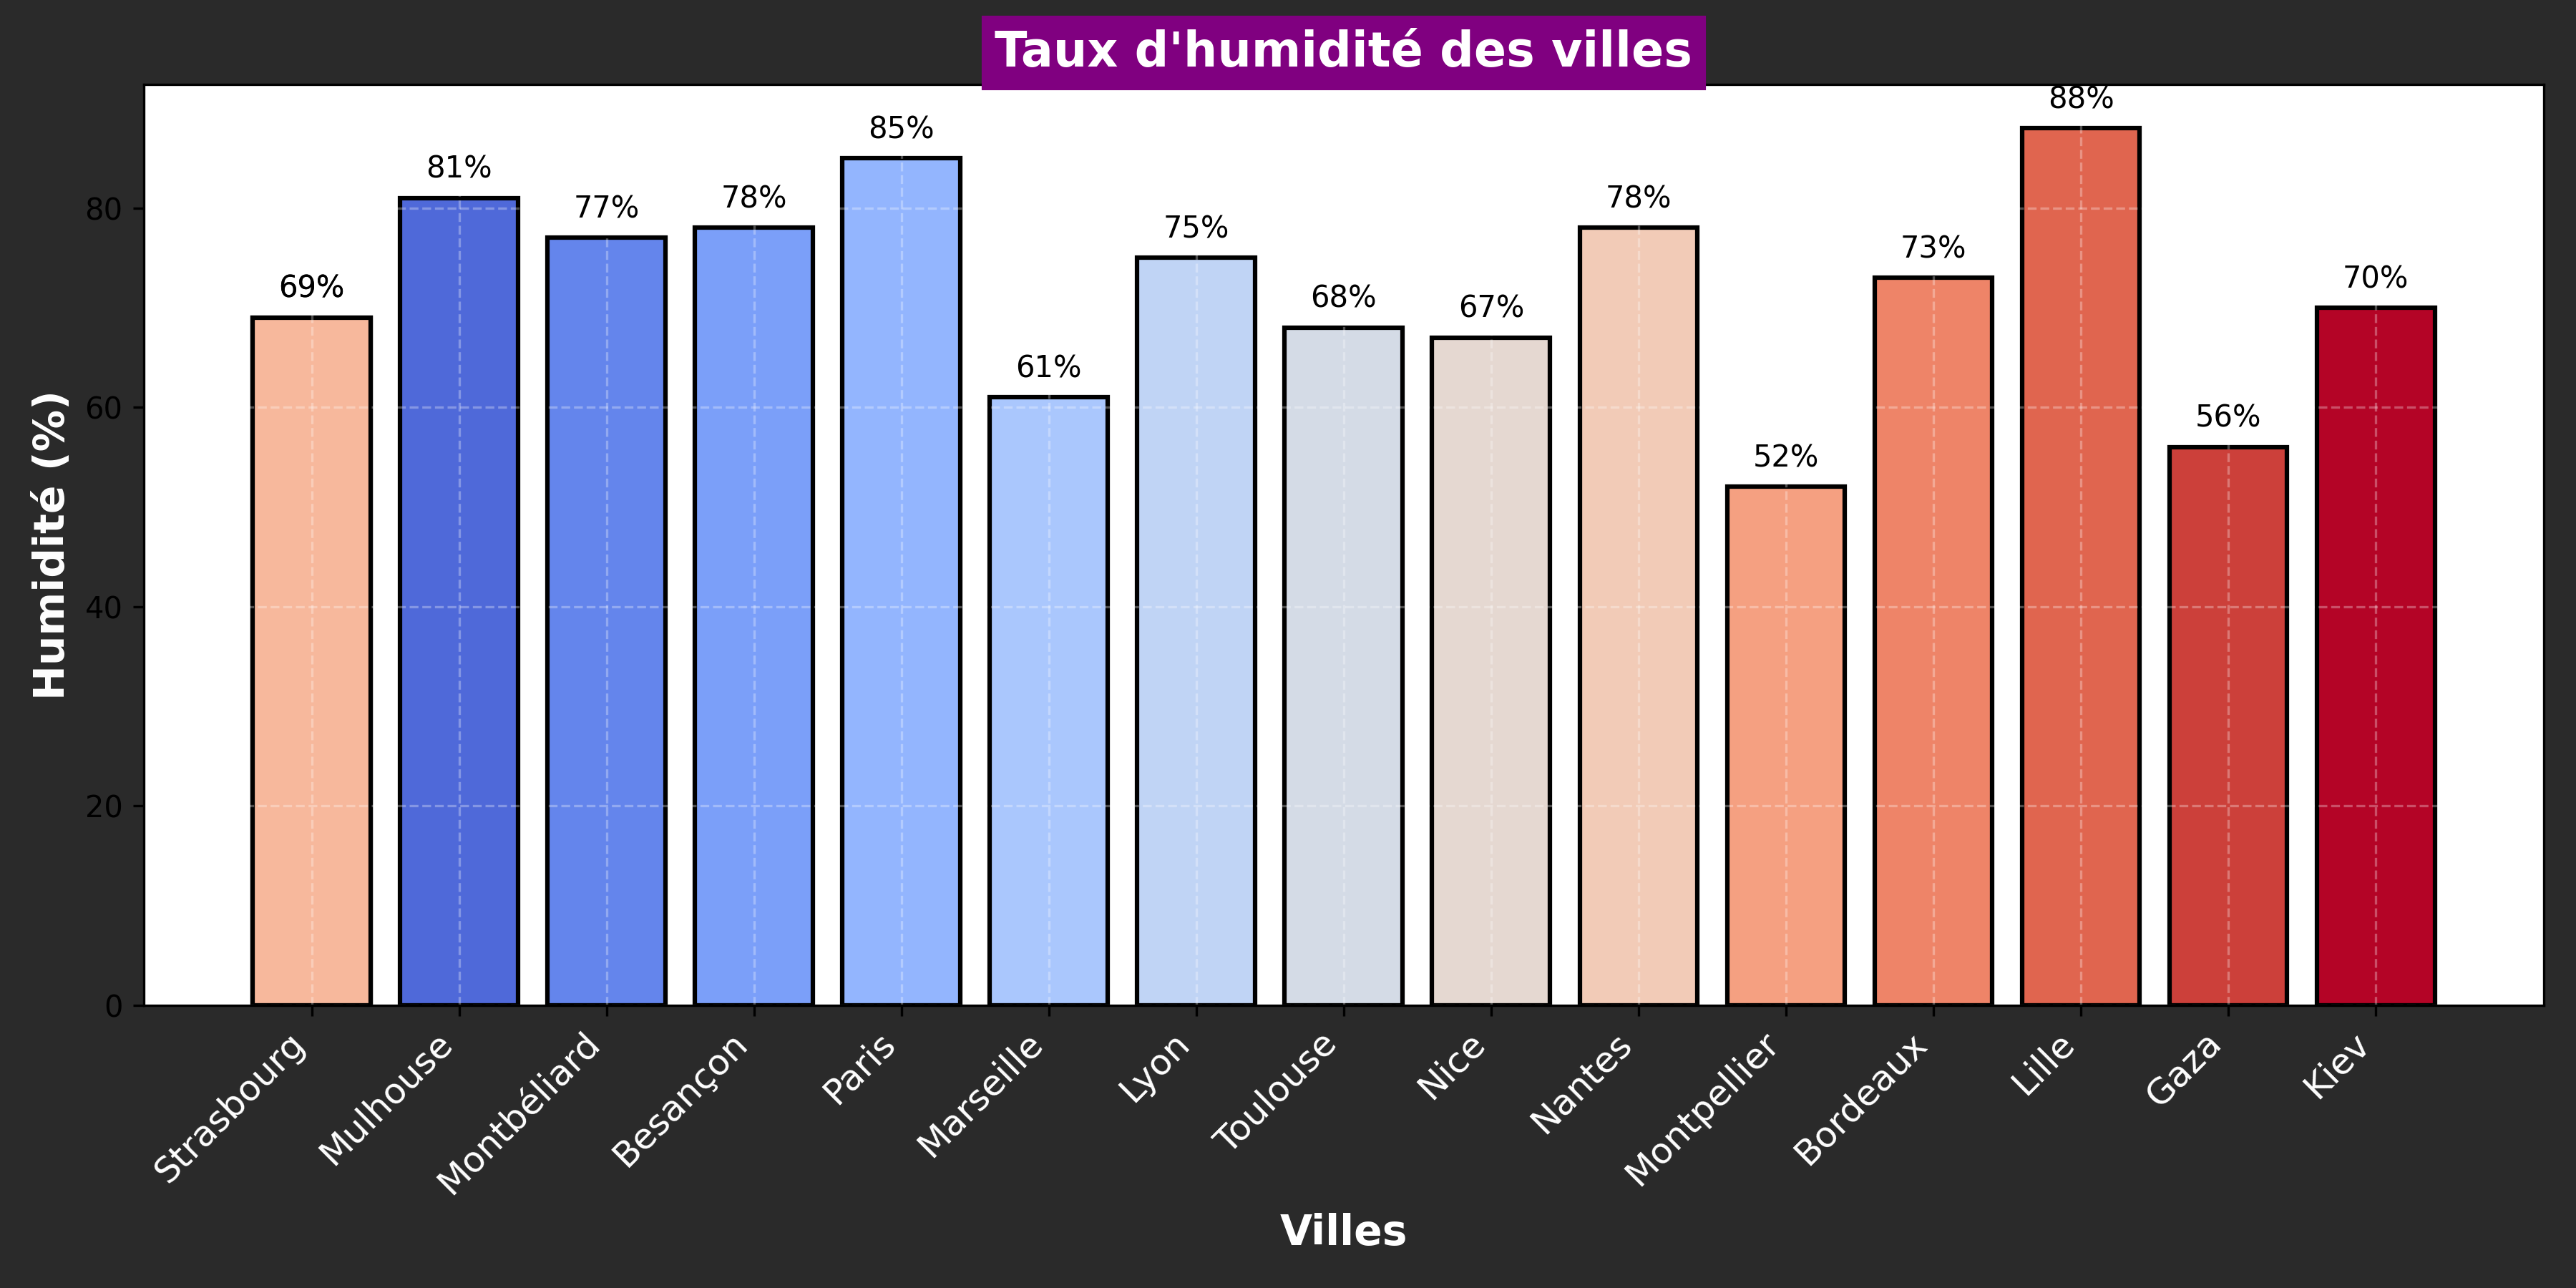 Taux d'humidité des villes
Humidité (%)
80
60
40
20
0
69%
81%
77%
78%
85%
61%
75%
68%
67%
78%
52%
73%
88%
56%
70%
Strasbourg
Mulhouse
Montbéliard
Besançon
Paris
Marseille
Lyon
Toulouse
Nice
Nantes
Montpellier
Bordeaux
Lille
Gaza
Kiev
Villes